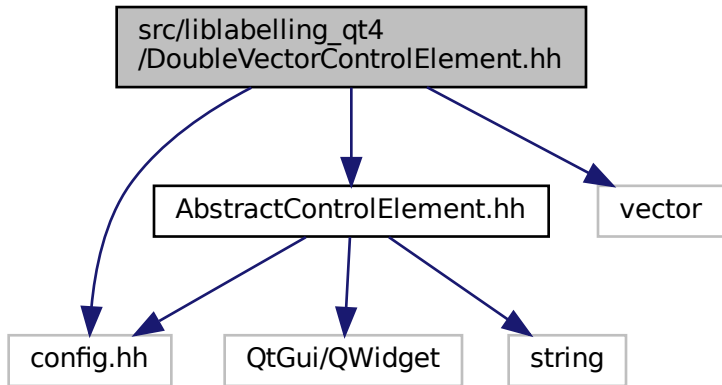 src/liblabelling_qt4
/DoubleVectorControlElement.hh
AbstractControlElement.hh
vector
config.hh
QtGui/QWidget
string